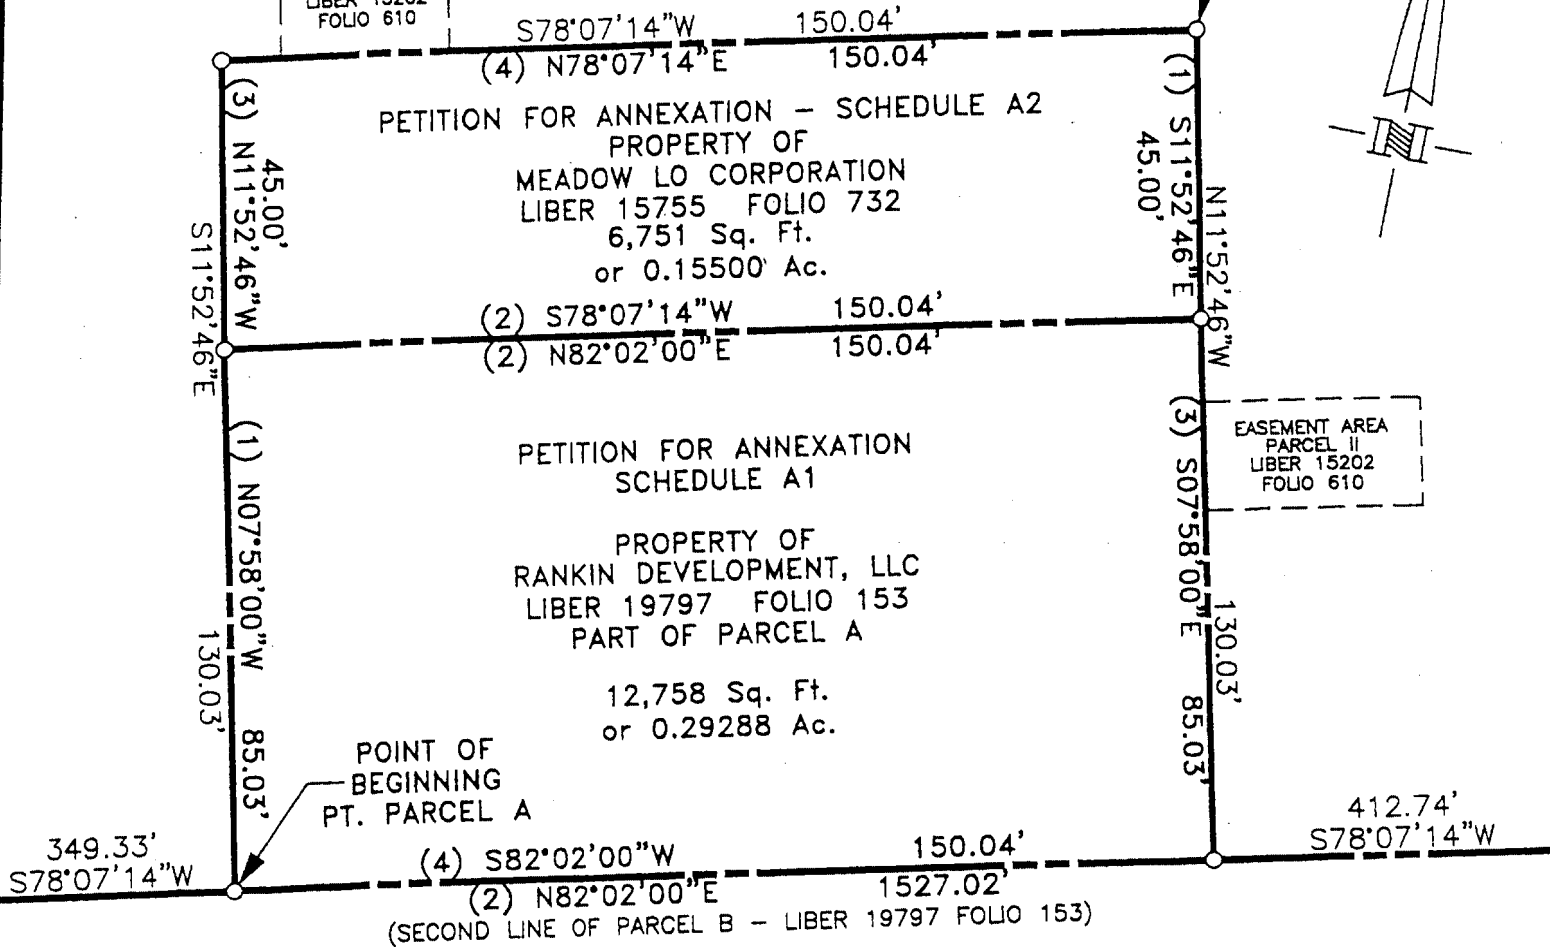 LIBER 15202
FOLIO 610
S78°07'14"W 150.04'
(4) N78°07'14"E 150.04'
(3) N11°52'46"W
45.00'
S11°52'46"E
PETITION FOR ANNEXATION – SCHEDULE A2
PROPERTY OF
MEADOW LO CORPORATION
LIBER 15755 FOLIO 732
6,751 Sq. Ft.
or 0.15500 Ac.
(1) S11°52'46"E
45.00'
N11°52'46"W
(2) S78°07'14"W 150.04'
(2) N82°02'00"E 150.04'
EASEMENT AREA
PARCEL II
LIBER 15202
FOLIO 610
(1) N07°58'00"W 85.03'
130.03'
PETITION FOR ANNEXATION
SCHEDULE A1
PROPERTY OF
RANKIN DEVELOPMENT, LLC
LIBER 19797 FOLIO 153
PART OF PARCEL A
12,758 Sq. Ft.
or 0.29288 Ac.
(3) S07°58'00"E 85.03'
130.03'
POINT OF
BEGINNING
PT. PARCEL A
349.33'
S78°07'14"W
(4) S82°02'00"W 150.04'
(2) N82°02'00"E 1527.02'
(SECOND LINE OF PARCEL B – LIBER 19797 FOLIO 153)
412.74'
S78°07'14"W